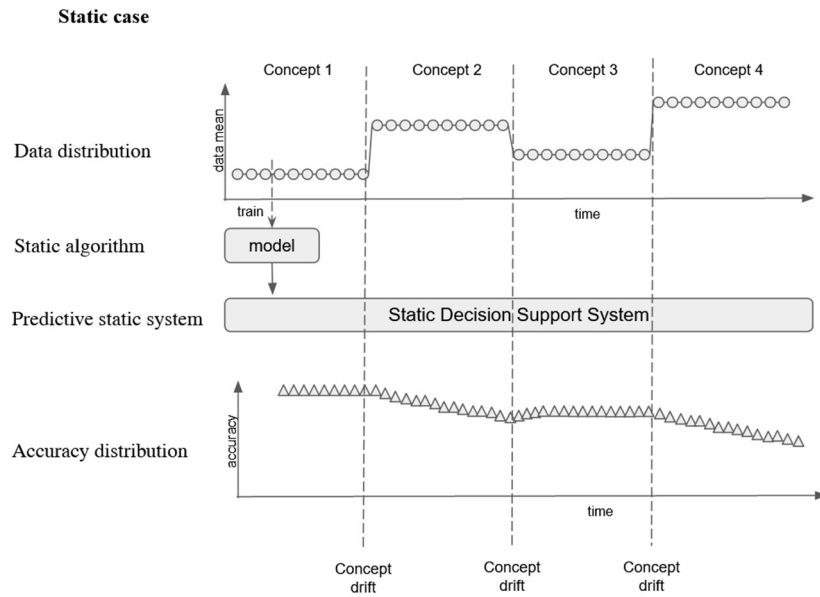 Static case
Concept 1
Concept 2
Concept 3
Concept 4
data mean
Data distribution
train
time
Static algorithm
model
Predictive static system
Static Decision Support System
accuracy
Accuracy distribution
time
Concept
drift
Concept
drift
Concept
drift